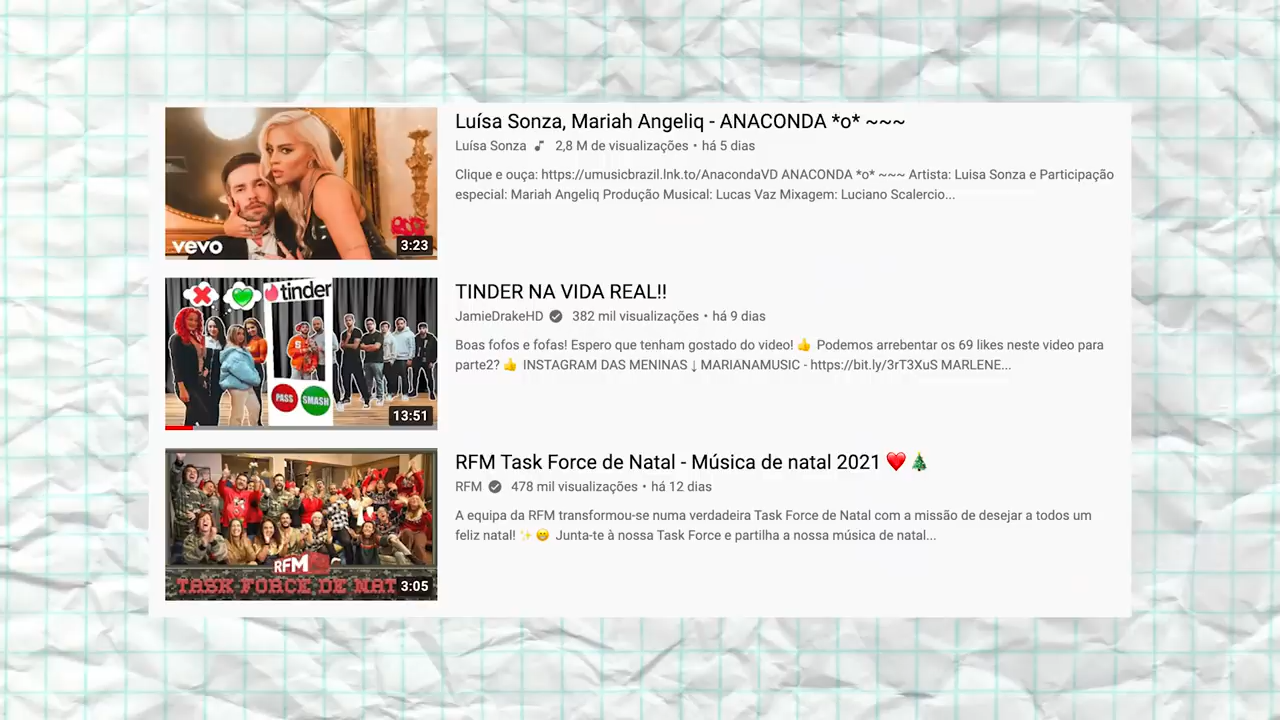 Luísa Sonza, Mariah Angeliq - ANACONDA *o* ~~~
Luísa Sonza 2,8 M de visualizações • há 5 dias
Clique e ouça: https://umusicbrazil.lnk.to/AnacondaVD ANACONDA *o* ~~~ Artista: Luisa Sonza e Participação
especial: Mariah Angeliq Produção Musical: Lucas Vaz Mixagem: Luciano Scalercio...
vevo
3:23
TINDER NA VIDA REAL!!
JamieDrakeHD 382 mil visualizações • há 9 dias
Boas fofos e fofas! Espero que tenham gostado do video! 👍 Podemos arrebentar os 69 likes neste video para
parte2? 👍 INSTAGRAM DAS MENINAS ↓ MARIANAMUSIC - https://bit.ly/3rT3XuS MARLENE...
tinder
PASS
SMASH
13:51
RFM Task Force de Natal - Música de natal 2021 ❤️🎄
RFM 478 mil visualizações • há 12 dias
A equipa da RFM transformou-se numa verdadeira Task Force de Natal com a missão de desejar a todos um
feliz natal! ✨😁 Junta-te à nossa Task Force e partilha a nossa música de natal...
RFM
TASK FORCE DE NAT
3:05